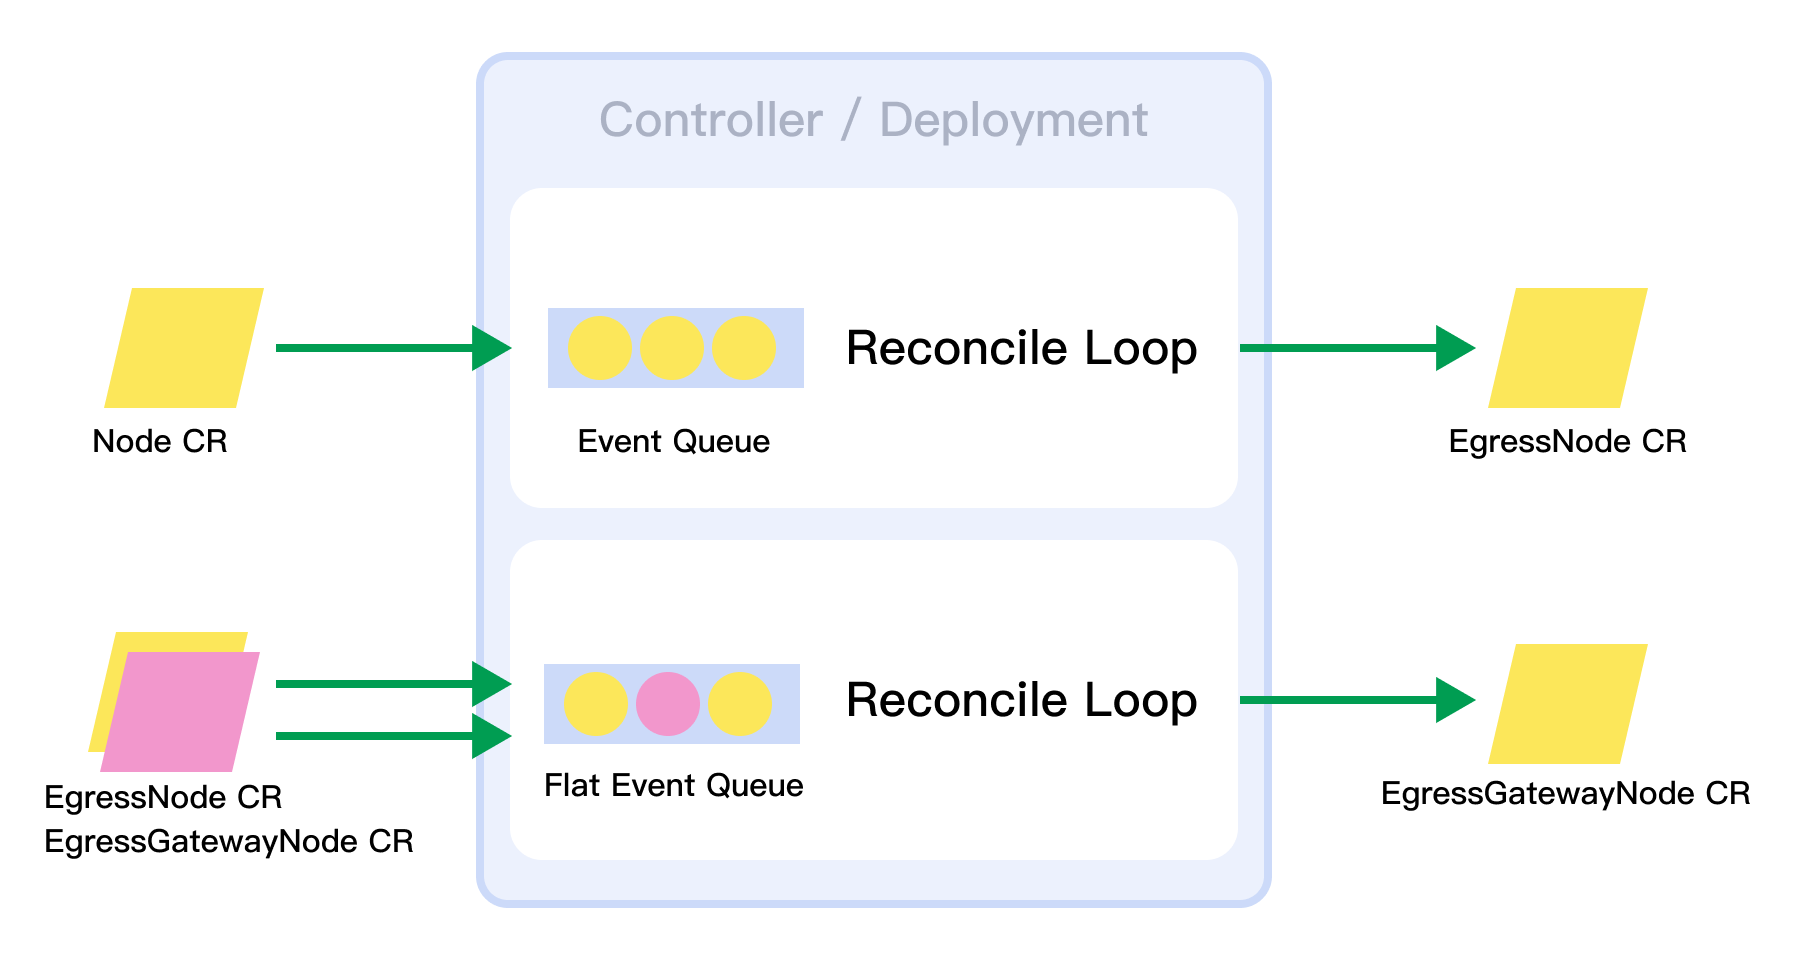 Controller / Deployment
Reconcile Loop
Node CR
Event Queue
EgressNode CR
Reconcile Loop
Flat Event Queue
EgressNode CR
EgressGatewayNode CR
EgressGatewayNode CR